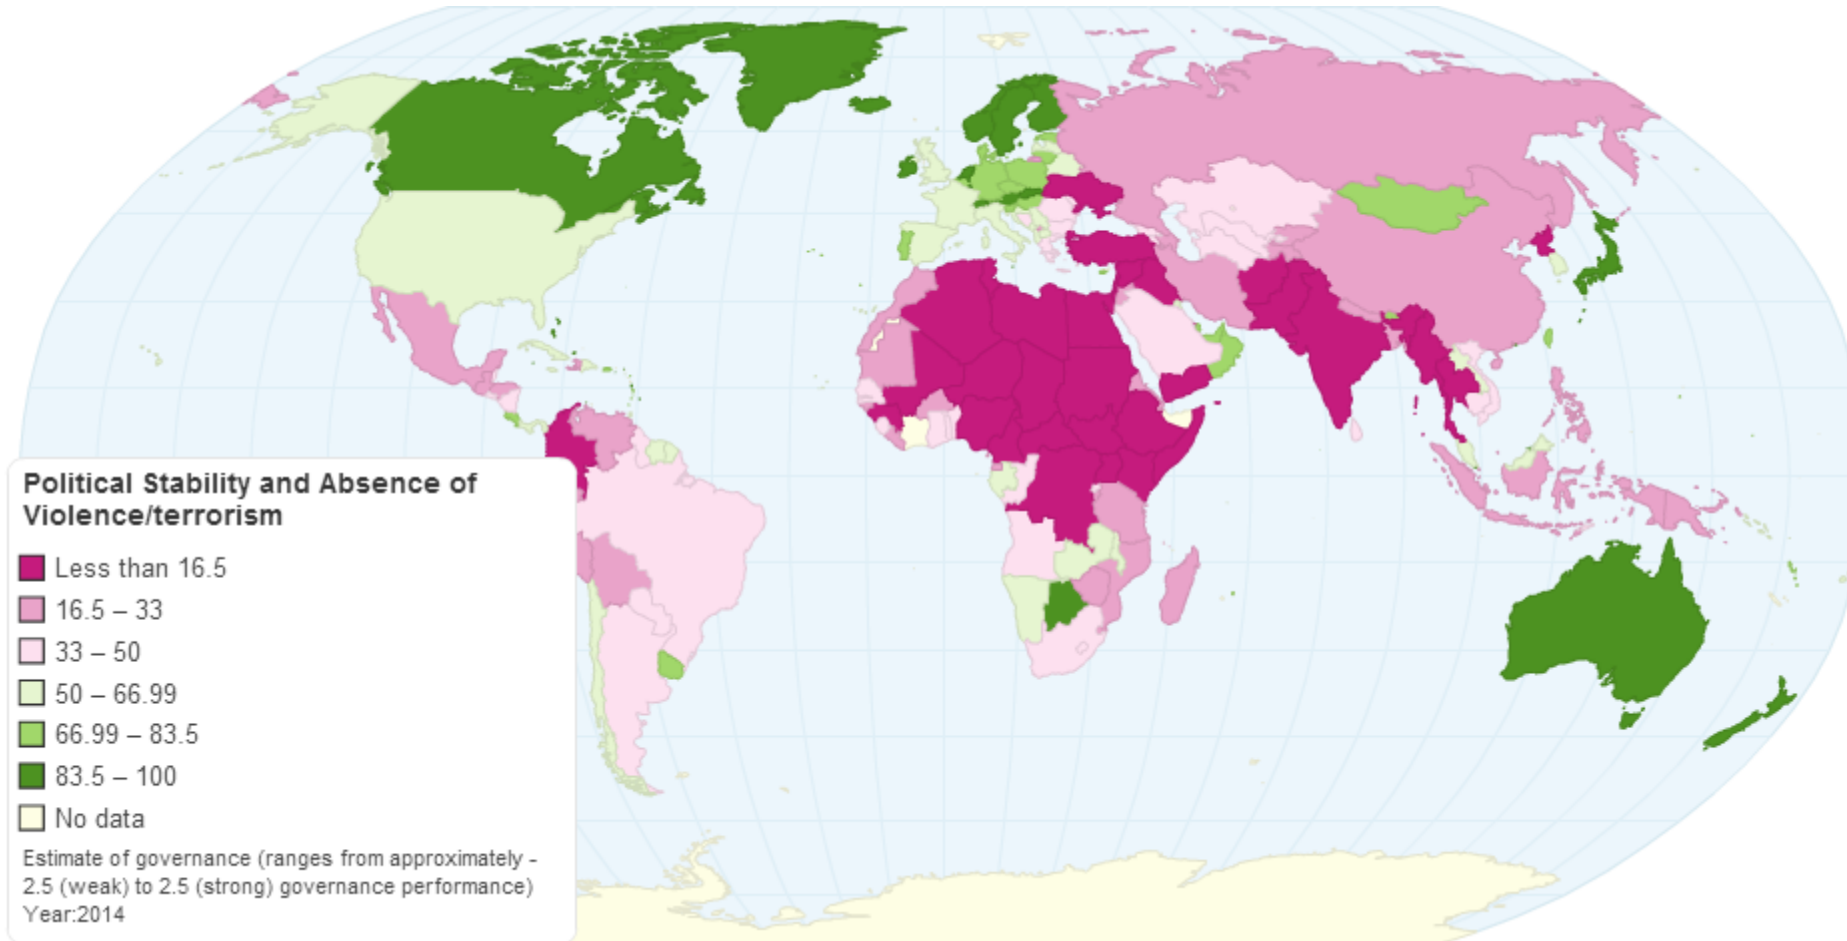 Political Stability and Absence of
Violence/terrorism
Less than 16.5
16.5 – 33
33 – 50
50 – 66.99
66.99 – 83.5
83.5 – 100
No data
Estimate of governance (ranges from approximately -
2.5 (weak) to 2.5 (strong) governance performance)
Year:2014